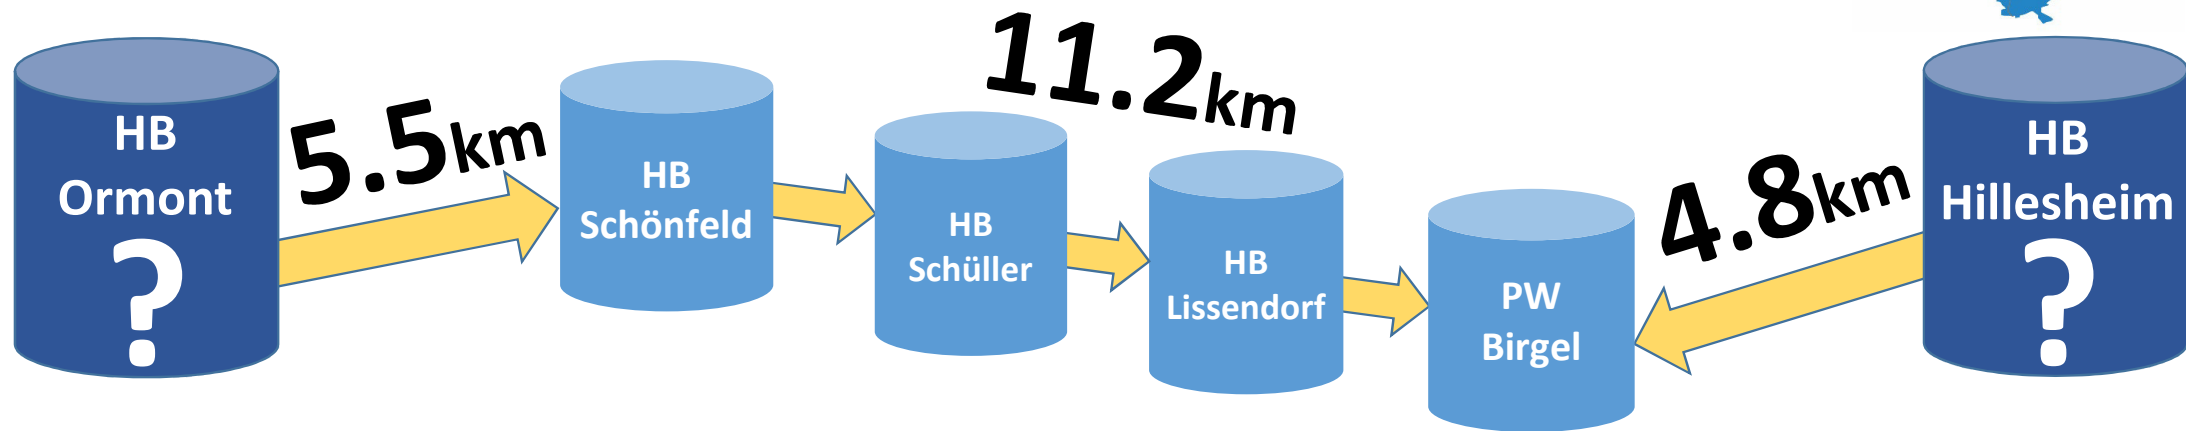 HB
Ormont
?
5.5km
HB
Schönfeld
11.2km
HB
Schüller
HB
Lissendorf
PW
Birgel
4.8km
HB
Hillesheim
?